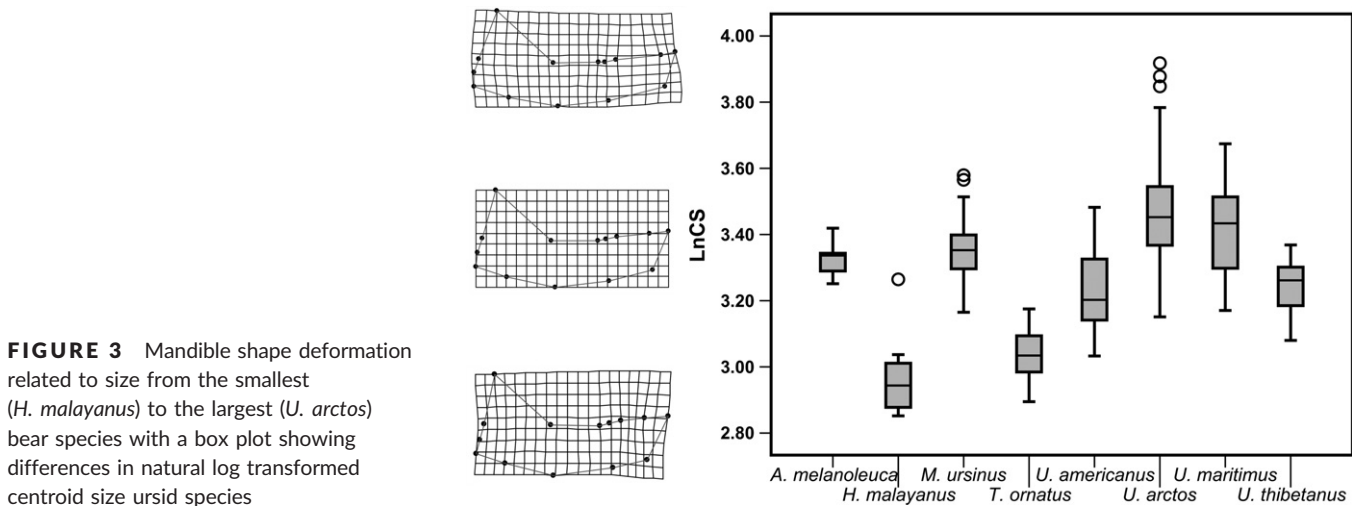 FIGURE 3 Mandible shape deformation
related to size from the smallest
(H. malayanus) to the largest (U. arctos)
bear species with a box plot showing
differences in natural log transformed
centroid size ursid species
LnCS
4.00
3.80
3.60
3.40
3.20
3.00
2.80
A. melanoleuca M. ursinus U. americanus U. maritimus
H. malayanus T. ornatus U. arctos U. thibetanus